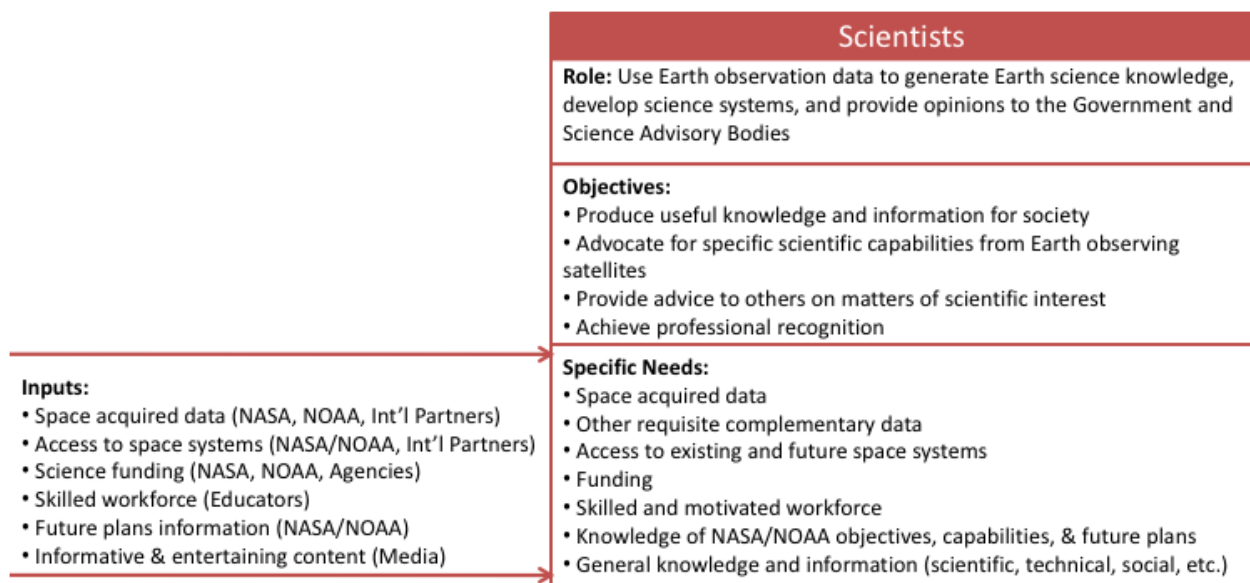 Scientists
Role: Use Earth observation data to generate Earth science knowledge,
develop science systems, and provide opinions to the Government and
Science Advisory Bodies
Objectives:
• Produce useful knowledge and information for society
• Advocate for specific scientific capabilities from Earth observing
satellites
• Provide advice to others on matters of scientific interest
• Achieve professional recognition
Inputs:
• Space acquired data (NASA, NOAA, Int'l Partners)
• Access to space systems (NASA/NOAA, Int'l Partners)
• Science funding (NASA, NOAA, Agencies)
• Skilled workforce (Educators)
• Future plans information (NASA/NOAA)
• Informative & entertaining content (Media)
Specific Needs:
• Space acquired data
• Other requisite complementary data
• Access to existing and future space systems
• Funding
• Skilled and motivated workforce
• Knowledge of NASA/NOAA objectives, capabilities, & future plans
• General knowledge and information (scientific, technical, social, etc.)